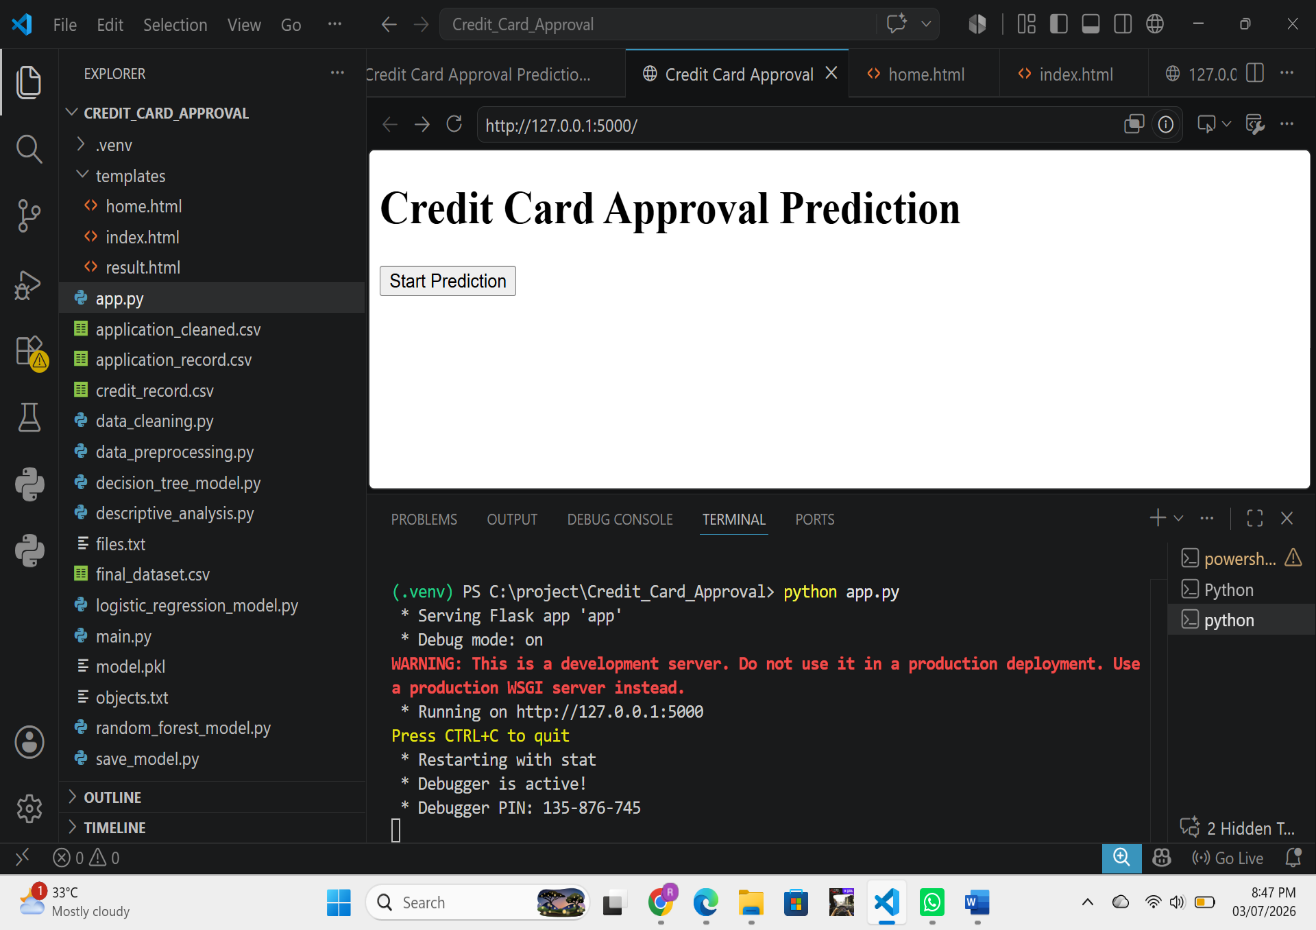 File Edit Selection View Go ···
Credit_Card_Approval
EXPLORER
CREDIT_CARD_APPROVAL
.venv
templates
home.html
index.html
result.html
app.py
application_cleaned.csv
application_record.csv
credit_record.csv
data_cleaning.py
data_preprocessing.py
decision_tree_model.py
descriptive_analysis.py
files.txt
final_dataset.csv
logistic_regression_model.py
main.py
model.pkl
objects.txt
random_forest_model.py
save_model.py
OUTLINE
TIMELINE
Credit Card Approval Predictio...
Credit Card Approval
home.html
index.html
127.0.0
http://127.0.0.1:5000/
Credit Card Approval Prediction
Start Prediction
PROBLEMS OUTPUT DEBUG CONSOLE TERMINAL PORTS
(.venv) PS C:\project\Credit_Card_Approval> python app.py
* Serving Flask app 'app'
* Debug mode: on
WARNING: This is a development server. Do not use it in a production deployment. Use
a production WSGI server instead.
* Running on http://127.0.0.1:5000
Press CTRL+C to quit
* Restarting with stat
* Debugger is active!
* Debugger PIN: 135-876-745
powersh...
Python
python
2 Hidden T...
0 0
Go Live
1
33°C
Mostly cloudy
Search
R
W
8:47 PM
03/07/2026